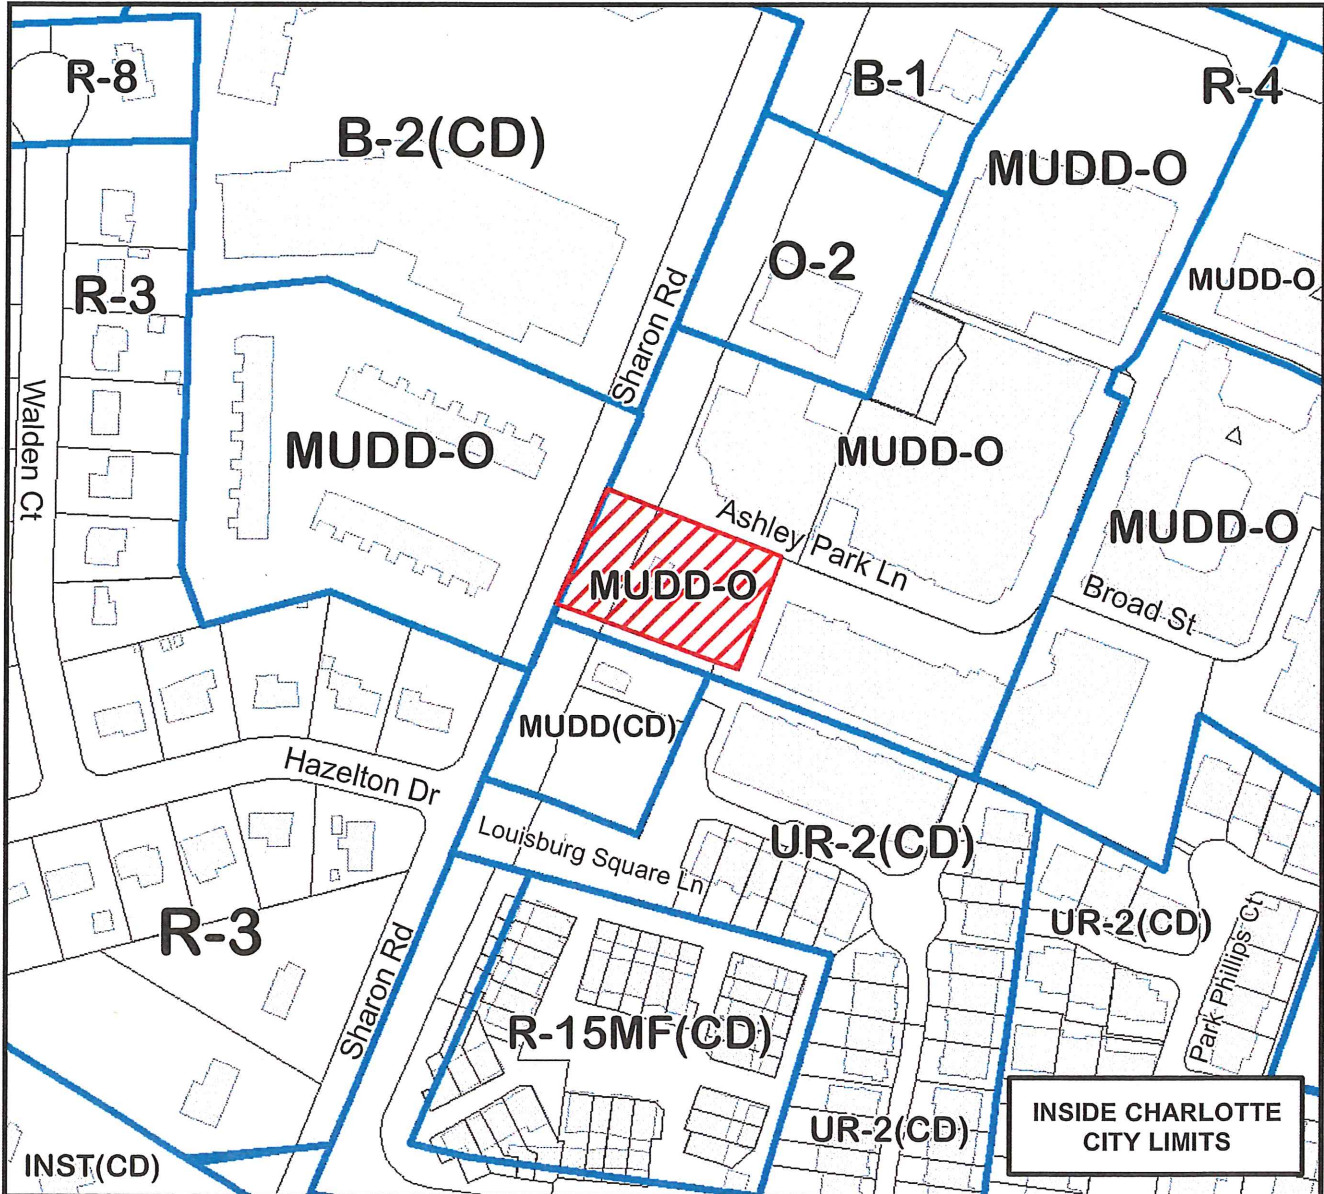 R-8
B-1
R-4
B-2(CD)
MUDD-O
O-2
MUDD-O
R-3
Sharon Rd
Walden Ct
MUDD-O
MUDD-O
MUDD-O
Ashley Park Ln
MUDD-O
Broad St
MUDD(CD)
Hazelton Dr
Louisburg Square Ln
UR-2(CD)
UR-2(CD)
R-3
Park Phillips Ct
Sharon Rd
R-15MF(CD)
UR-2(CD)
INSIDE CHARLOTTE
CITY LIMITS
INST(CD)